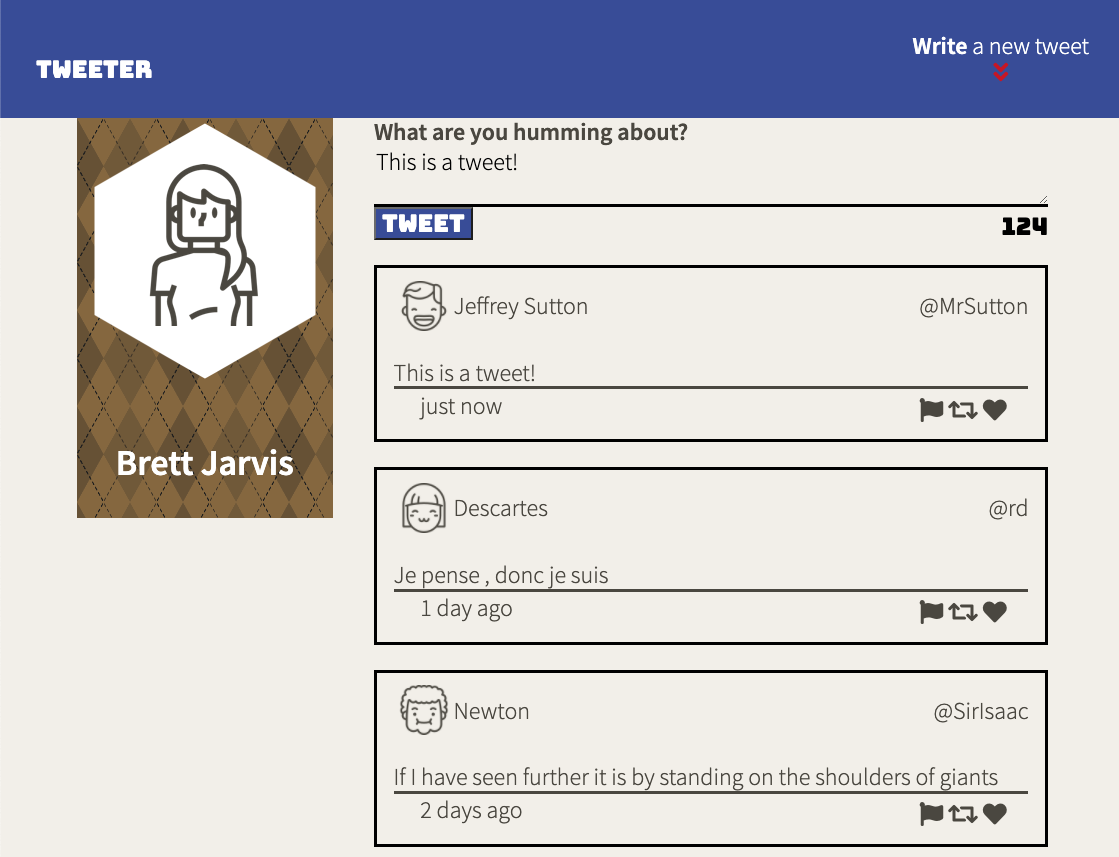 TWEETER
Write a new tweet
Brett Jarvis
What are you humming about?
This is a tweet!
TWEET
124
Jeffrey Sutton
@MrSutton
This is a tweet!
just now
Descartes
@rd
Je pense , donc je suis
1 day ago
Newton
@SirIsaac
If I have seen further it is by standing on the shoulders of giants
2 days ago